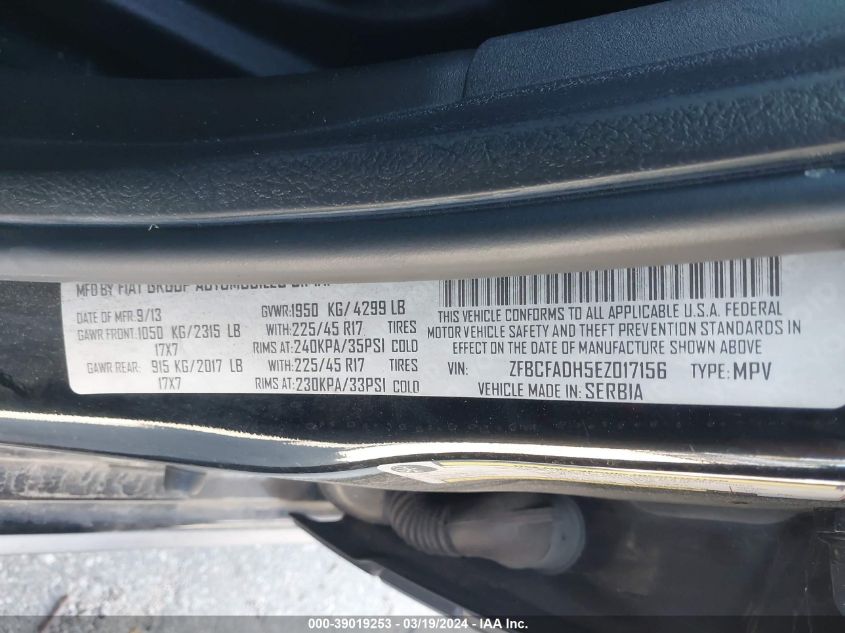 MFD BY FIAT GROUP AUTOMOBILES
DATE OF MFR. 9/13 GVWR:1950 KG/4299 LB
GAWR FRONT:1050 KG/2315 LB WITH:225/45 R17 TIRES
17X7 RIMS AT:240KPA/35PSI COLD
GAWR REAR: 915 KG/2017 LB WITH:225/45 R17 TIRES
17X7 RIMS AT:230KPA/33PSI COLD
THIS VEHICLE CONFORMS TO ALL APPLICABLE U.S.A. FEDERAL
MOTOR VEHICLE SAFETY AND THEFT PREVENTION STANDARDS IN
EFFECT ON THE DATE OF MANUFACTURE SHOWN ABOVE
VIN: ZFBCFADH5EZ017156 TYPE: MPV
VEHICLE MADE IN: SERBIA
000-39019253 - 03/19/2024 - IAA Inc.